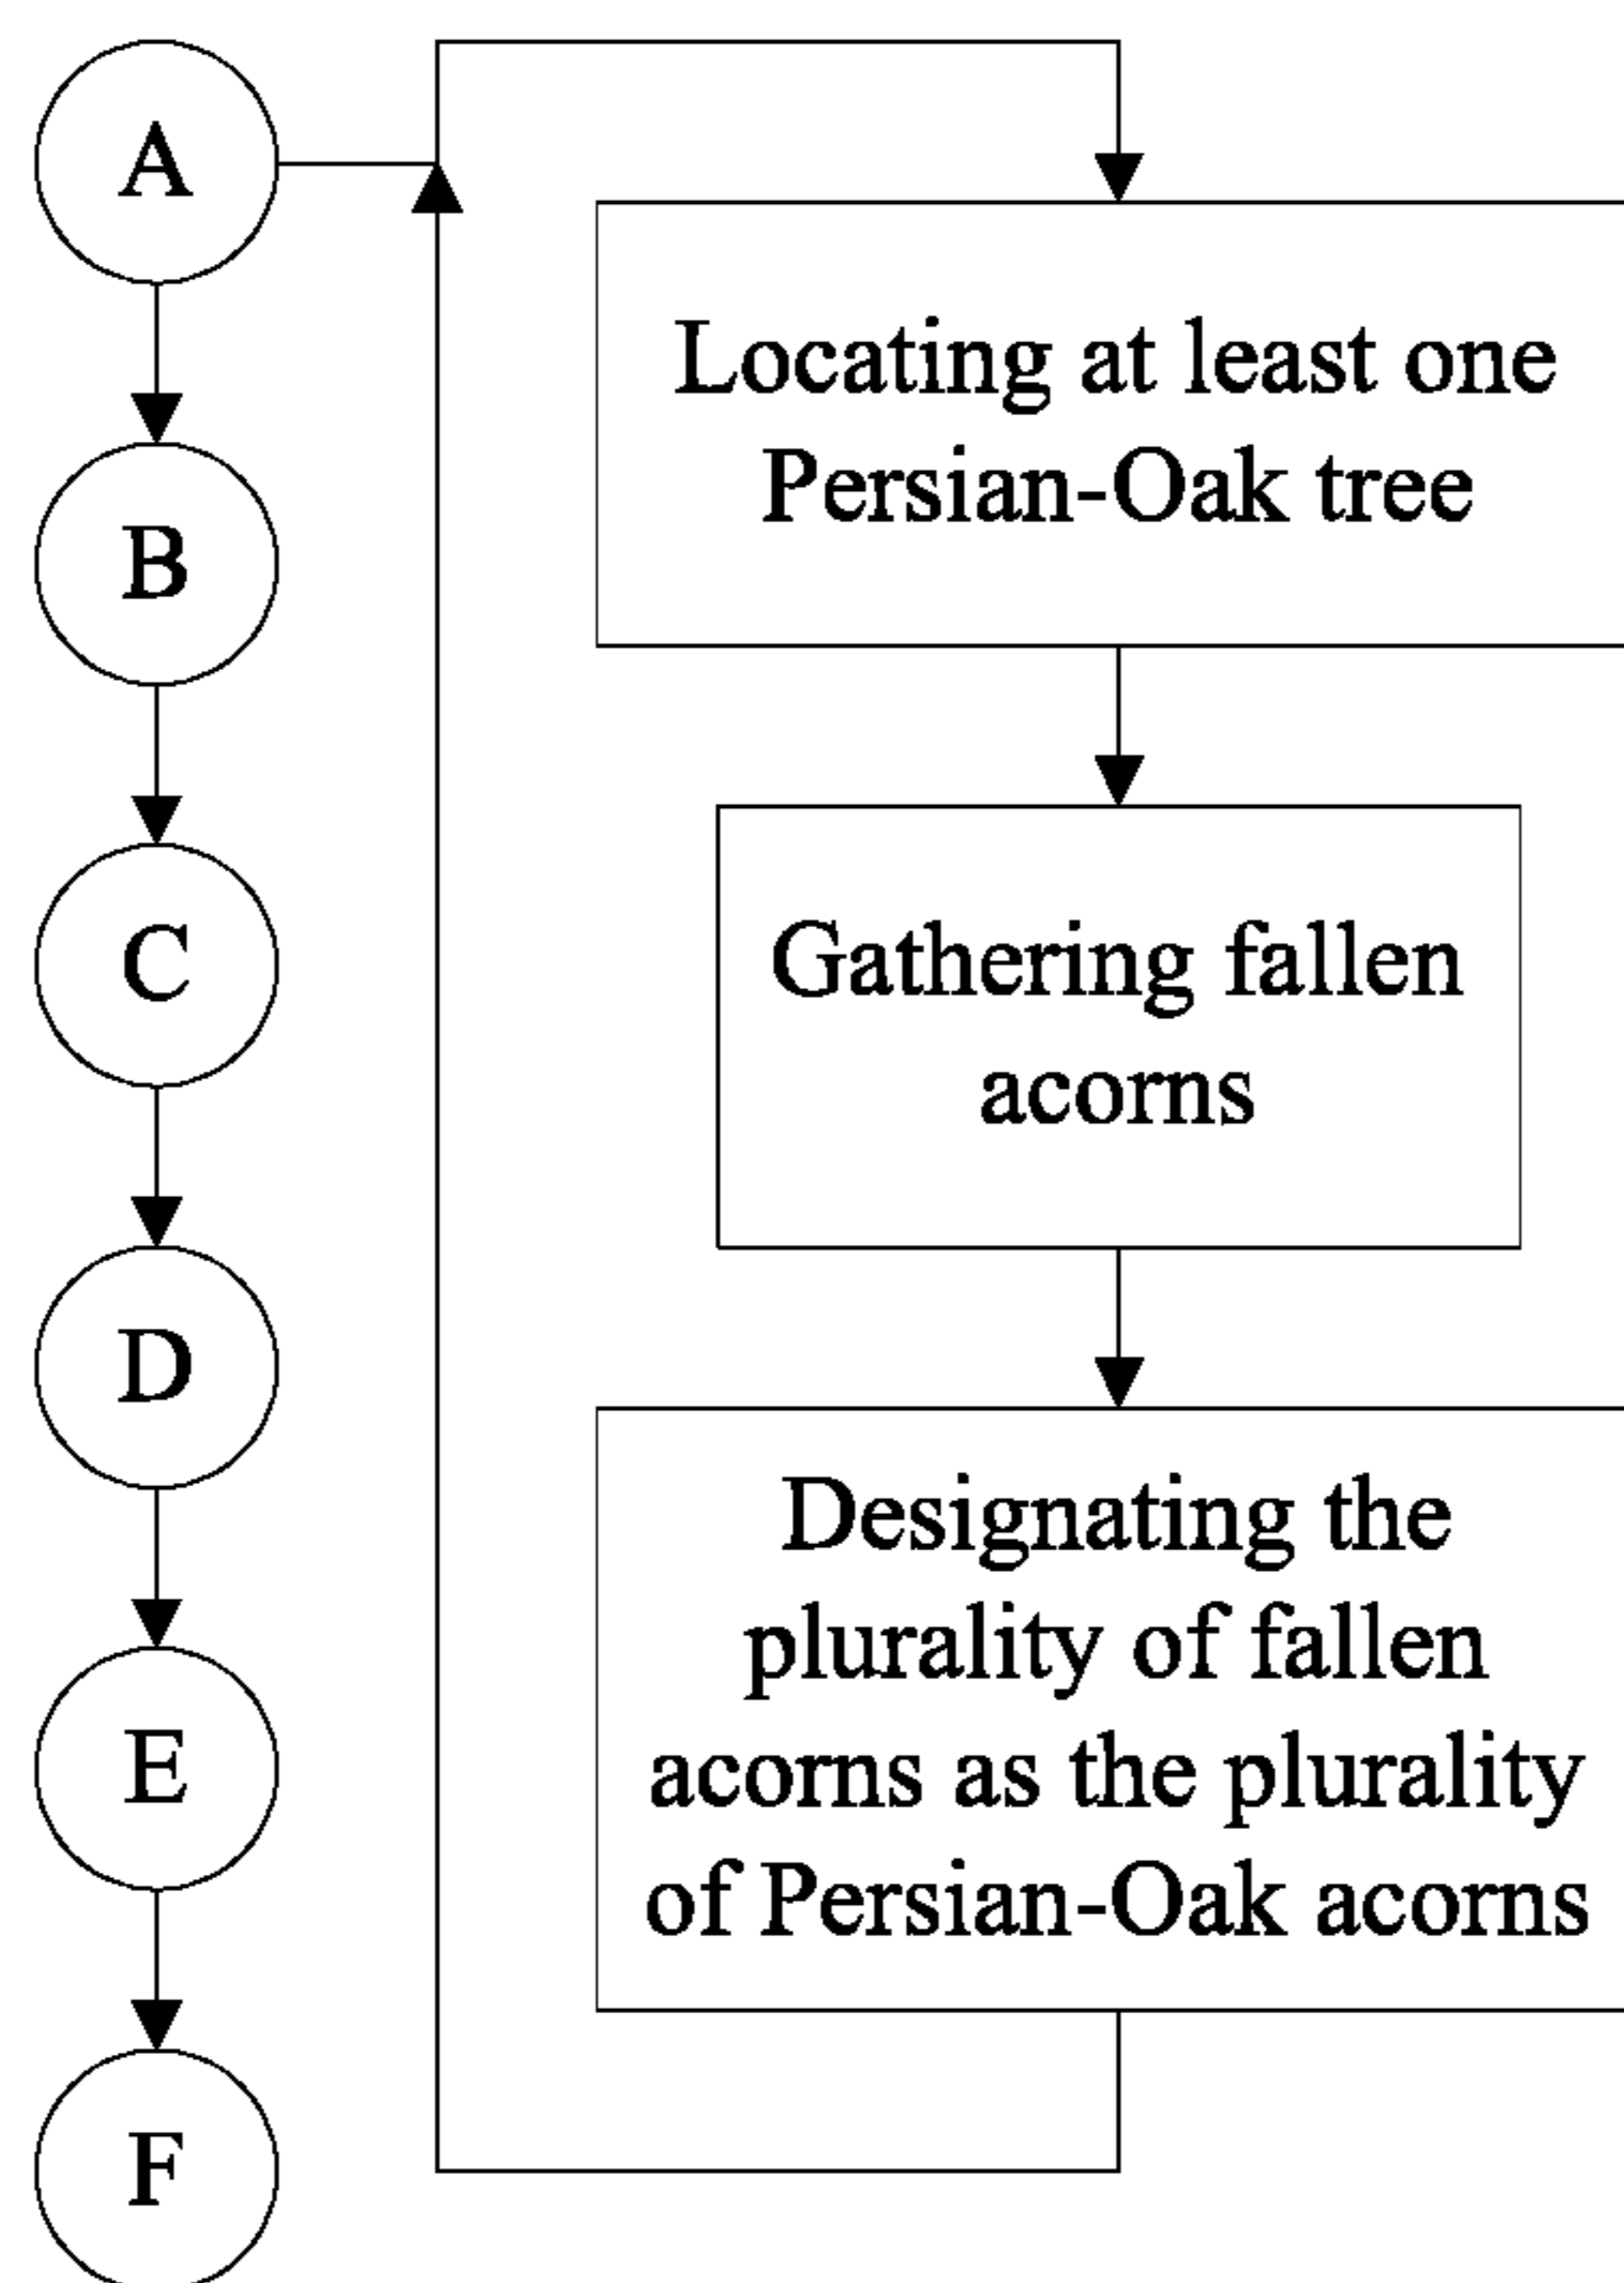 A
B
C
D
E
F
Locating at least one
Persian-Oak tree
Gathering fallen
acorns
Designating the
plurality of fallen
acorns as the plurality
of Persian-Oak acorns